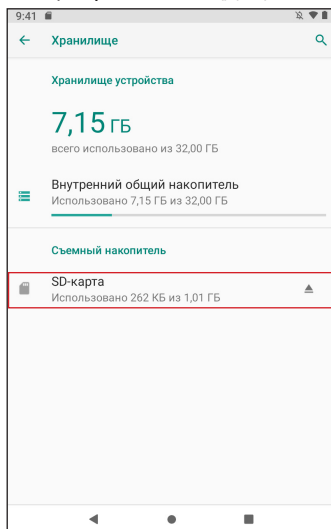 9:41
Хранилище
Хранилище устройства
7,15 ГБ
всего использовано из 32,00 ГБ
Внутренний общий накопитель
Использовано 7,15 ГБ из 32,00 ГБ
Съемный накопитель
SD-карта
Использовано 262 КБ из 1,01 ГБ